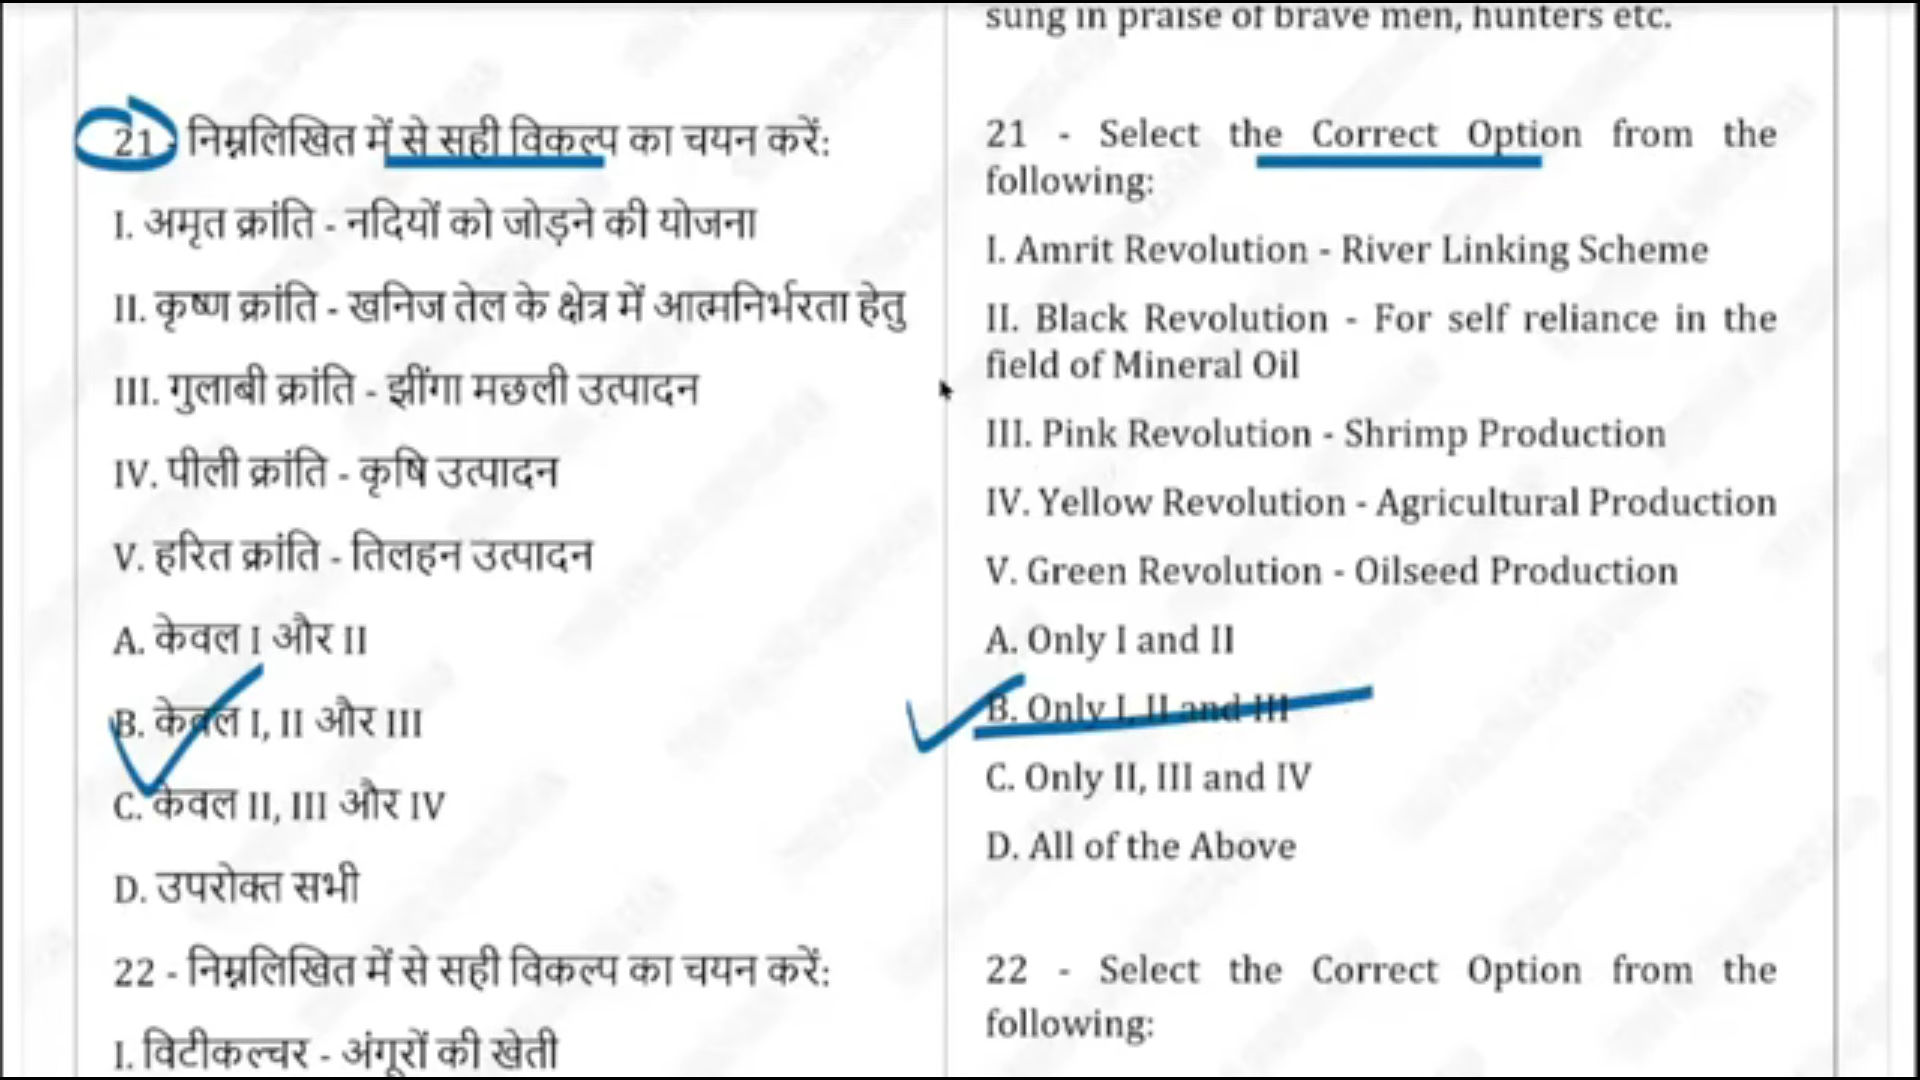 21 - निम्नलिखित में से सही विकल्प का चयन करें:
I. अमृत क्रांति - नदियों को जोड़ने की योजना
II. कृष्ण क्रांति - खनिज तेल के क्षेत्र में आत्मनिर्भरता हेतु
III. गुलाबी क्रांति - झींगा मछली उत्पादन
IV. पीली क्रांति - कृषि उत्पादन
V. हरित क्रांति - तिलहन उत्पादन
A. केवल I और II
B. केवल I, II और III
C. केवल II, III और IV
D. उपरोक्त सभी
22 - निम्नलिखित में से सही विकल्प का चयन करें:
I. विटीकल्चर - अंगूरों की खेती
sung in praise of brave men, hunters etc.
21 - Select the Correct Option from the
following:
I. Amrit Revolution - River Linking Scheme
II. Black Revolution - For self reliance in the
field of Mineral Oil
III. Pink Revolution - Shrimp Production
IV. Yellow Revolution - Agricultural Production
V. Green Revolution - Oilseed Production
A. Only I and II
B. Only I, II and III
C. Only II, III and IV
D. All of the Above
22 - Select the Correct Option from the
following: